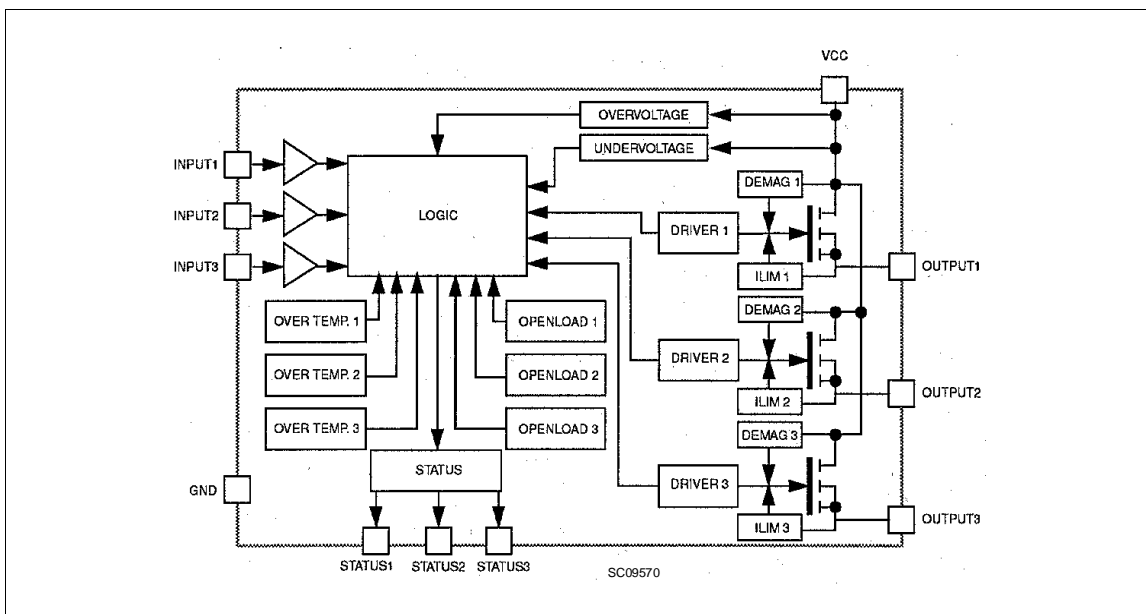 VCC
OVERVOLTAGE
UNDERVOLTAGE
INPUT1
INPUT2
INPUT3
LOGIC
DEMAG 1
DRIVER 1
ILIM 1
OUTPUT1
OVER TEMP. 1
OPENLOAD 1
DEMAG 2
OVER TEMP. 2
OPENLOAD 2
DRIVER 2
ILIM 2
OUTPUT2
OVER TEMP. 3
OPENLOAD 3
DEMAG 3
STATUS
DRIVER 3
GND
ILIM 3
OUTPUT3
STATUS1
STATUS2
STATUS3
SC09570